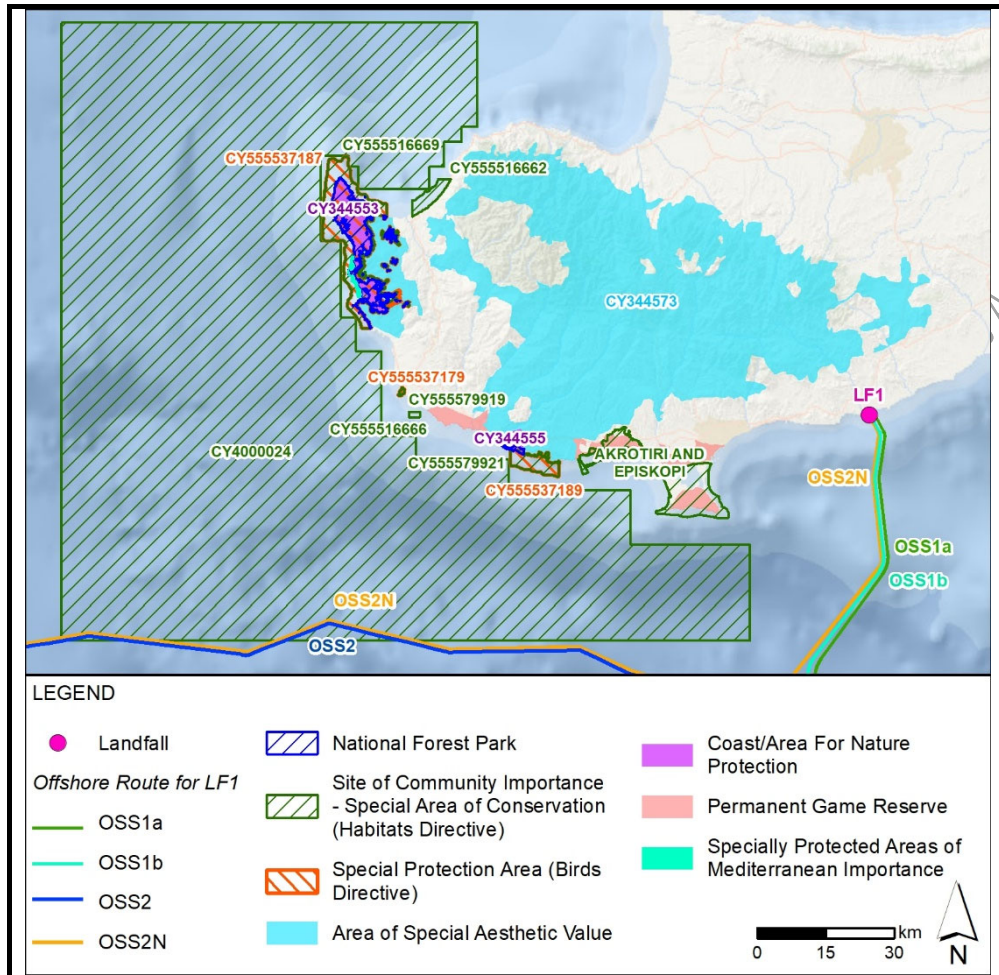 CY555516669
CY555537187
CY555516662
CY344553
CY344573
CY555537179
LF1
CY555579919
CY555516666
CY344555
CY4000024
AKROTIRI AND
EPISKOPI
CY555579921
OSS2N
CY555537189
OSS1a
OSS1b
OSS2N
OSS2
LEGEND
Landfall
Offshore Route for LF1
OSS1a
OSS1b
OSS2
OSS2N
National Forest Park
Site of Community Importance
- Special Area of Conservation
(Habitats Directive)
Special Protection Area (Birds
Directive)
Area of Special Aesthetic Value
Coast/Area For Nature
Protection
Permanent Game Reserve
Specially Protected Areas of
Mediterranean Importance
km
0 15 30
N